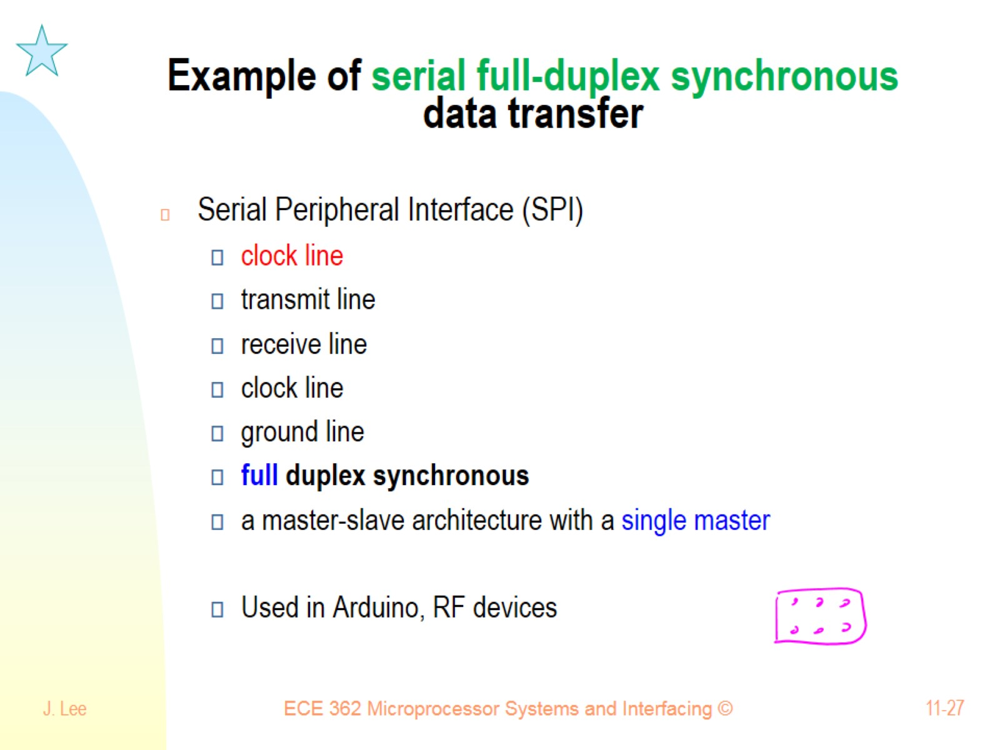 Example of serial full-duplex synchronous
data transfer
Serial Peripheral Interface (SPI)
clock line
transmit line
receive line
clock line
ground line
full duplex synchronous
a master-slave architecture with a single master
Used in Arduino, RF devices
J. Lee
ECE 362 Microprocessor Systems and Interfacing ©
11-27